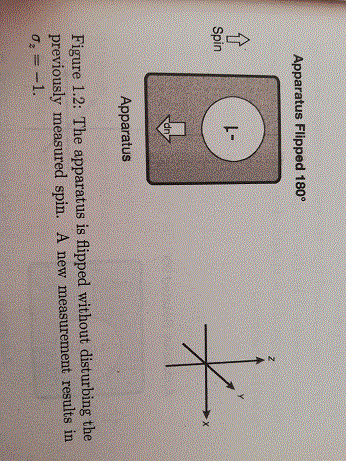 Apparatus Flipped 180°
Spin
-1
Apparatus
Z
Y
X
Figure 1.2: The apparatus is flipped without disturbing the
previously measured spin. A new measurement results in
σz = −1.